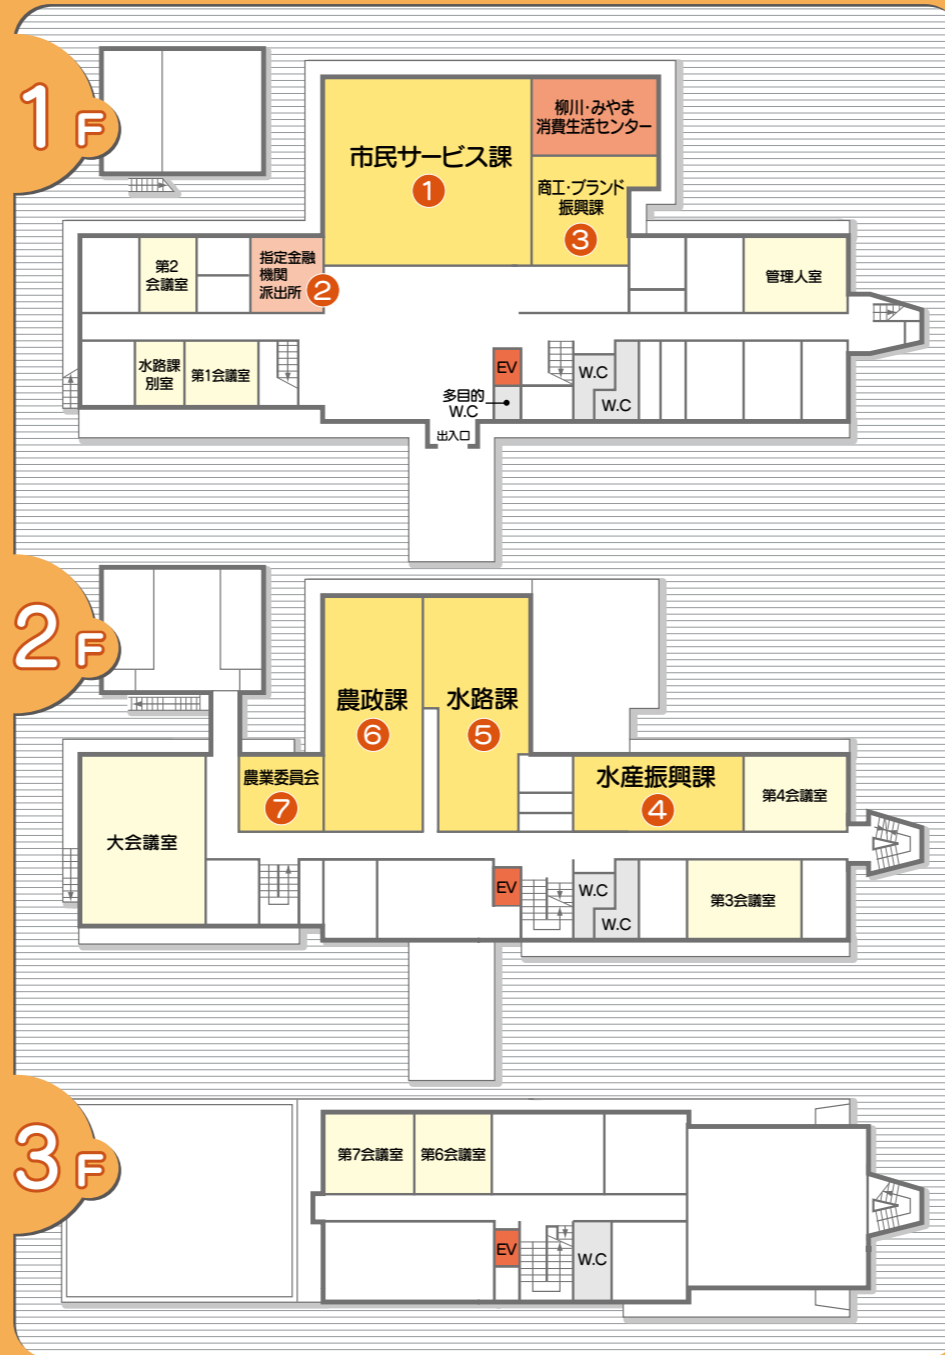 1F
柳川・みやま
消費生活センター
市民サービス課
1
商工・ブランド
振興課
3
第2
会議室
指定金融
機関
派出所
2
管理人室
水路課
別室
第1会議室
EV
W.C
多目的
W.C
W.C
出入口
2F
農政課
6
水路課
5
農業委員会
7
水産振興課
4
第4会議室
大会議室
EV
W.C
W.C
第3会議室
3F
第7会議室
第6会議室
EV
W.C